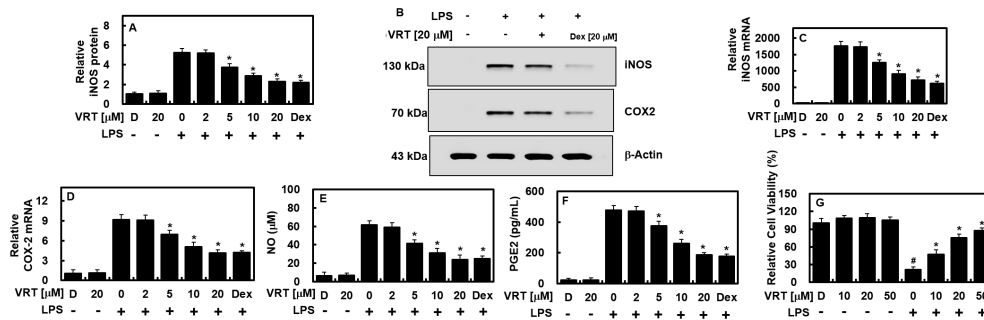 A
Relative
iNOS protein
8
6
4
2
0
VRT [μM] D 20 0 2 5 10 20 Dex
LPS - - + + + + + +
* * * *
B
LPS - + + +
VRT [20 μM] - - + Dex [20 μM]
130 kDa iNOS
70 kDa COX2
43 kDa β-Actin
C
Relative
iNOS mRNA
2000
1500
1000
500
0
* * * *
VRT [μM] D 20 0 2 5 10 20 Dex
LPS - - + + + + + +
D
Relative
COX-2 mRNA
12
9
6
3
0
* * * *
VRT [μM] D 20 0 2 5 10 20 Dex
LPS - - + + + + + +
E
NO (μM)
100
80
60
40
20
0
* * * *
VRT [μM] D 20 0 2 5 10 20 Dex
LPS - - + + + + + +
F
PGE2 (pg/mL)
600
400
200
0
* * * *
VRT [μM] D 20 0 2 5 10 20 Dex
LPS - - + + + + + +
G
Relative Cell Viability (%)
150
120
90
60
30
0
# * * *
VRT [μM] D 10 20 50 0 10 20 50
LPS - - - - + + + +